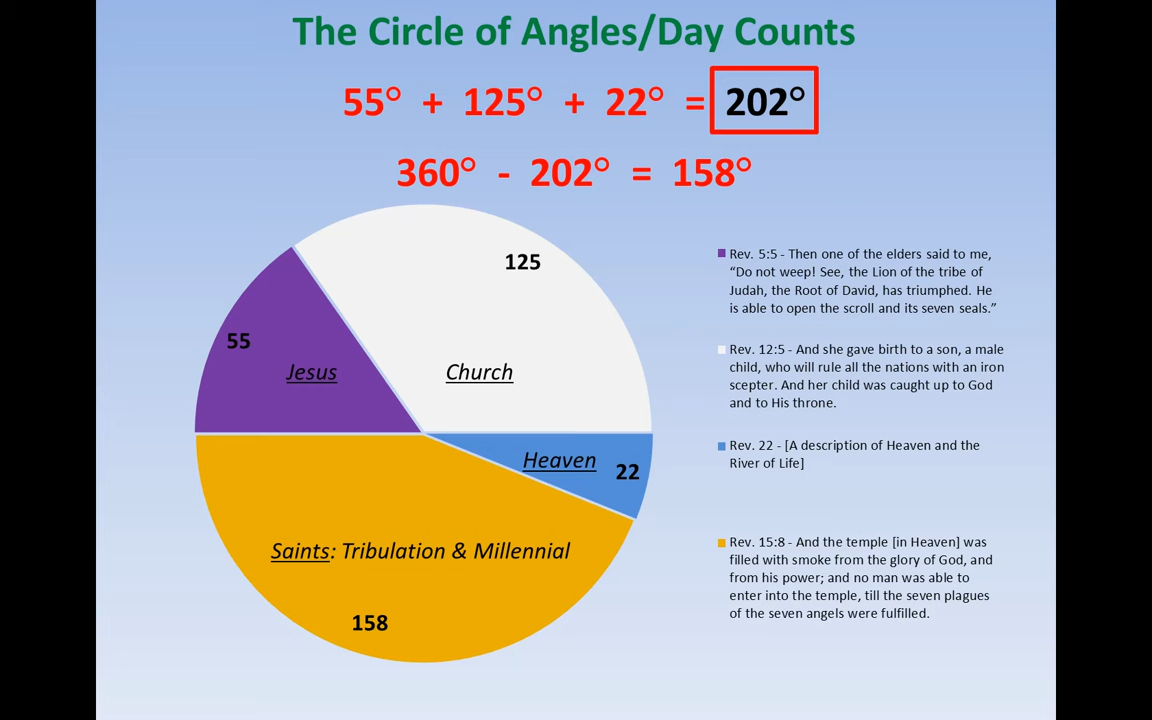 The Circle of Angles/Day Counts
55° + 125° + 22° = 202°
360° - 202° = 158°
125
55
Jesus
Church
Heaven
22
Saints: Tribulation & Millennial
158
Rev. 5:5 - Then one of the elders said to me,
“Do not weep! See, the Lion of the tribe of
Judah, the Root of David, has triumphed. He
is able to open the scroll and its seven seals.”
Rev. 12:5 - And she gave birth to a son, a male
child, who will rule all the nations with an iron
scepter. And her child was caught up to God
and to His throne.
Rev. 22 - [A description of Heaven and the
River of Life]
Rev. 15:8 - And the temple [in Heaven] was
filled with smoke from the glory of God, and
from his power; and no man was able to
enter into the temple, till the seven plagues
of the seven angels were fulfilled.